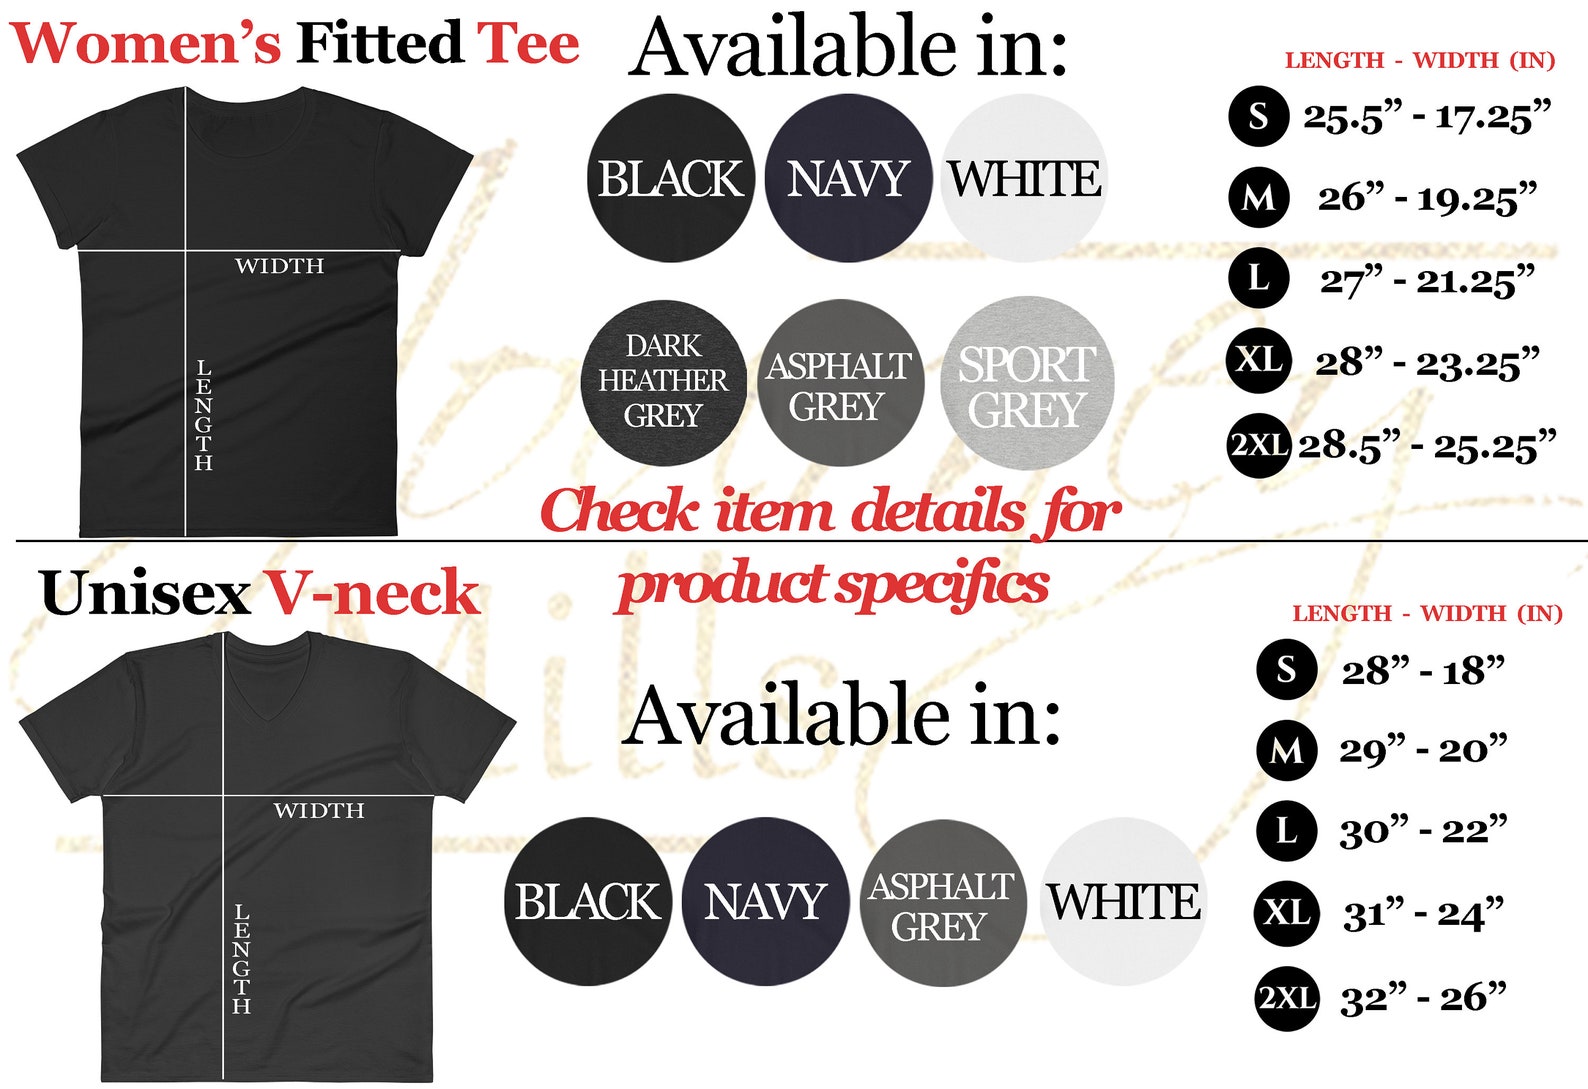 Women’s Fitted Tee
WIDTH
LENGTH
Available in:
BLACK
NAVY
WHITE
DARK
HEATHER
GREY
ASPHALT
GREY
SPORT
GREY
LENGTH - WIDTH (IN)
S 25.5” - 17.25”
M 26” - 19.25”
L 27” - 21.25”
XL 28” - 23.25”
2XL 28.5” - 25.25”
Check item details for
product specifics
Unisex V-neck
WIDTH
LENGTH
Available in:
BLACK
NAVY
ASPHALT
GREY
WHITE
LENGTH - WIDTH (IN)
S 28” - 18”
M 29” - 20”
L 30” - 22”
XL 31” - 24”
2XL 32” - 26”